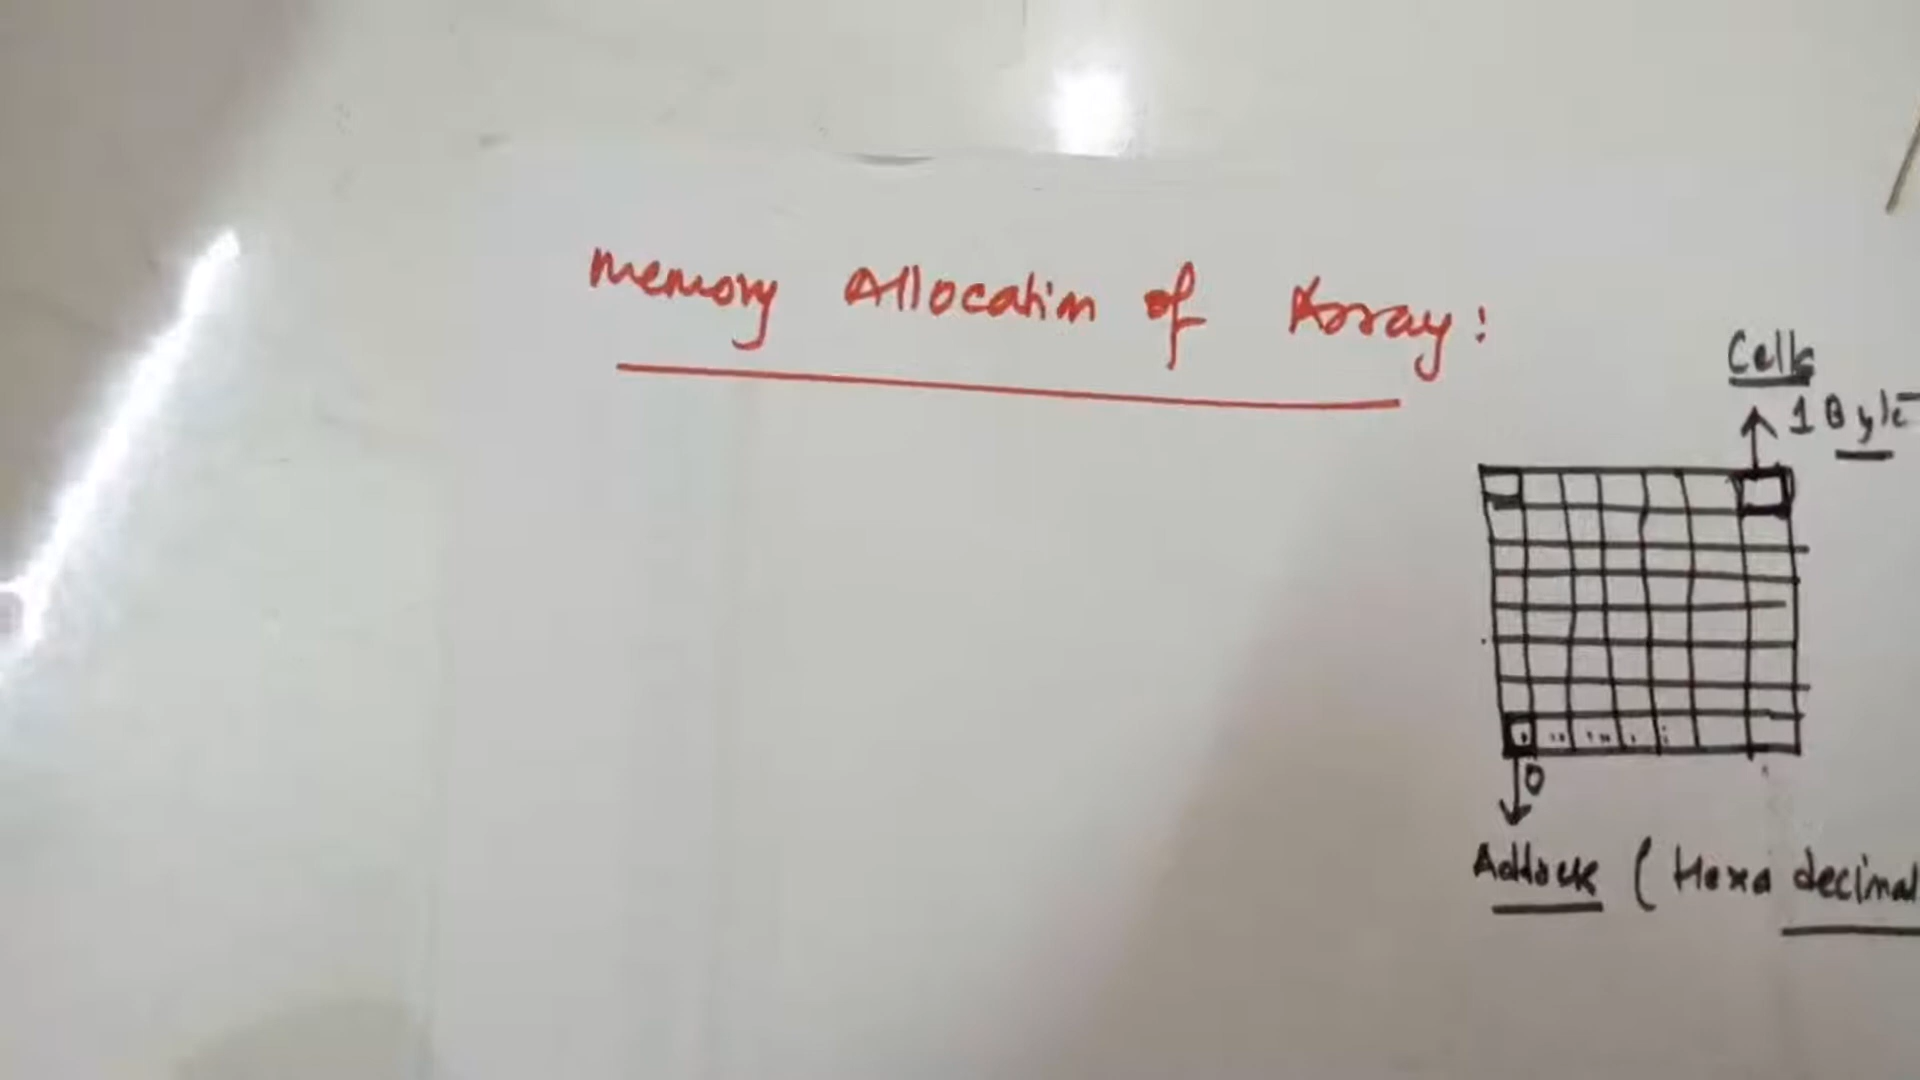 Memory Allocation of Array:
Cells
1 Byte
0
Address (Hexa decimal